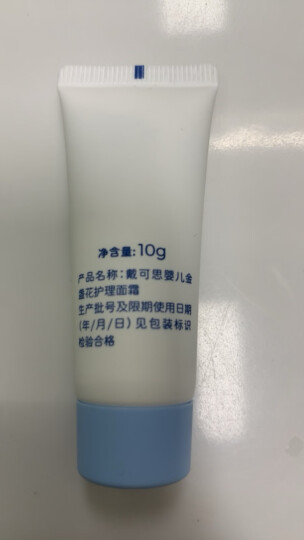 净含量:10g
产品名称:戴可思婴儿金
盏花护理面霜
生产批号及限期使用日期
(年/月/日)见包装标识
检验合格